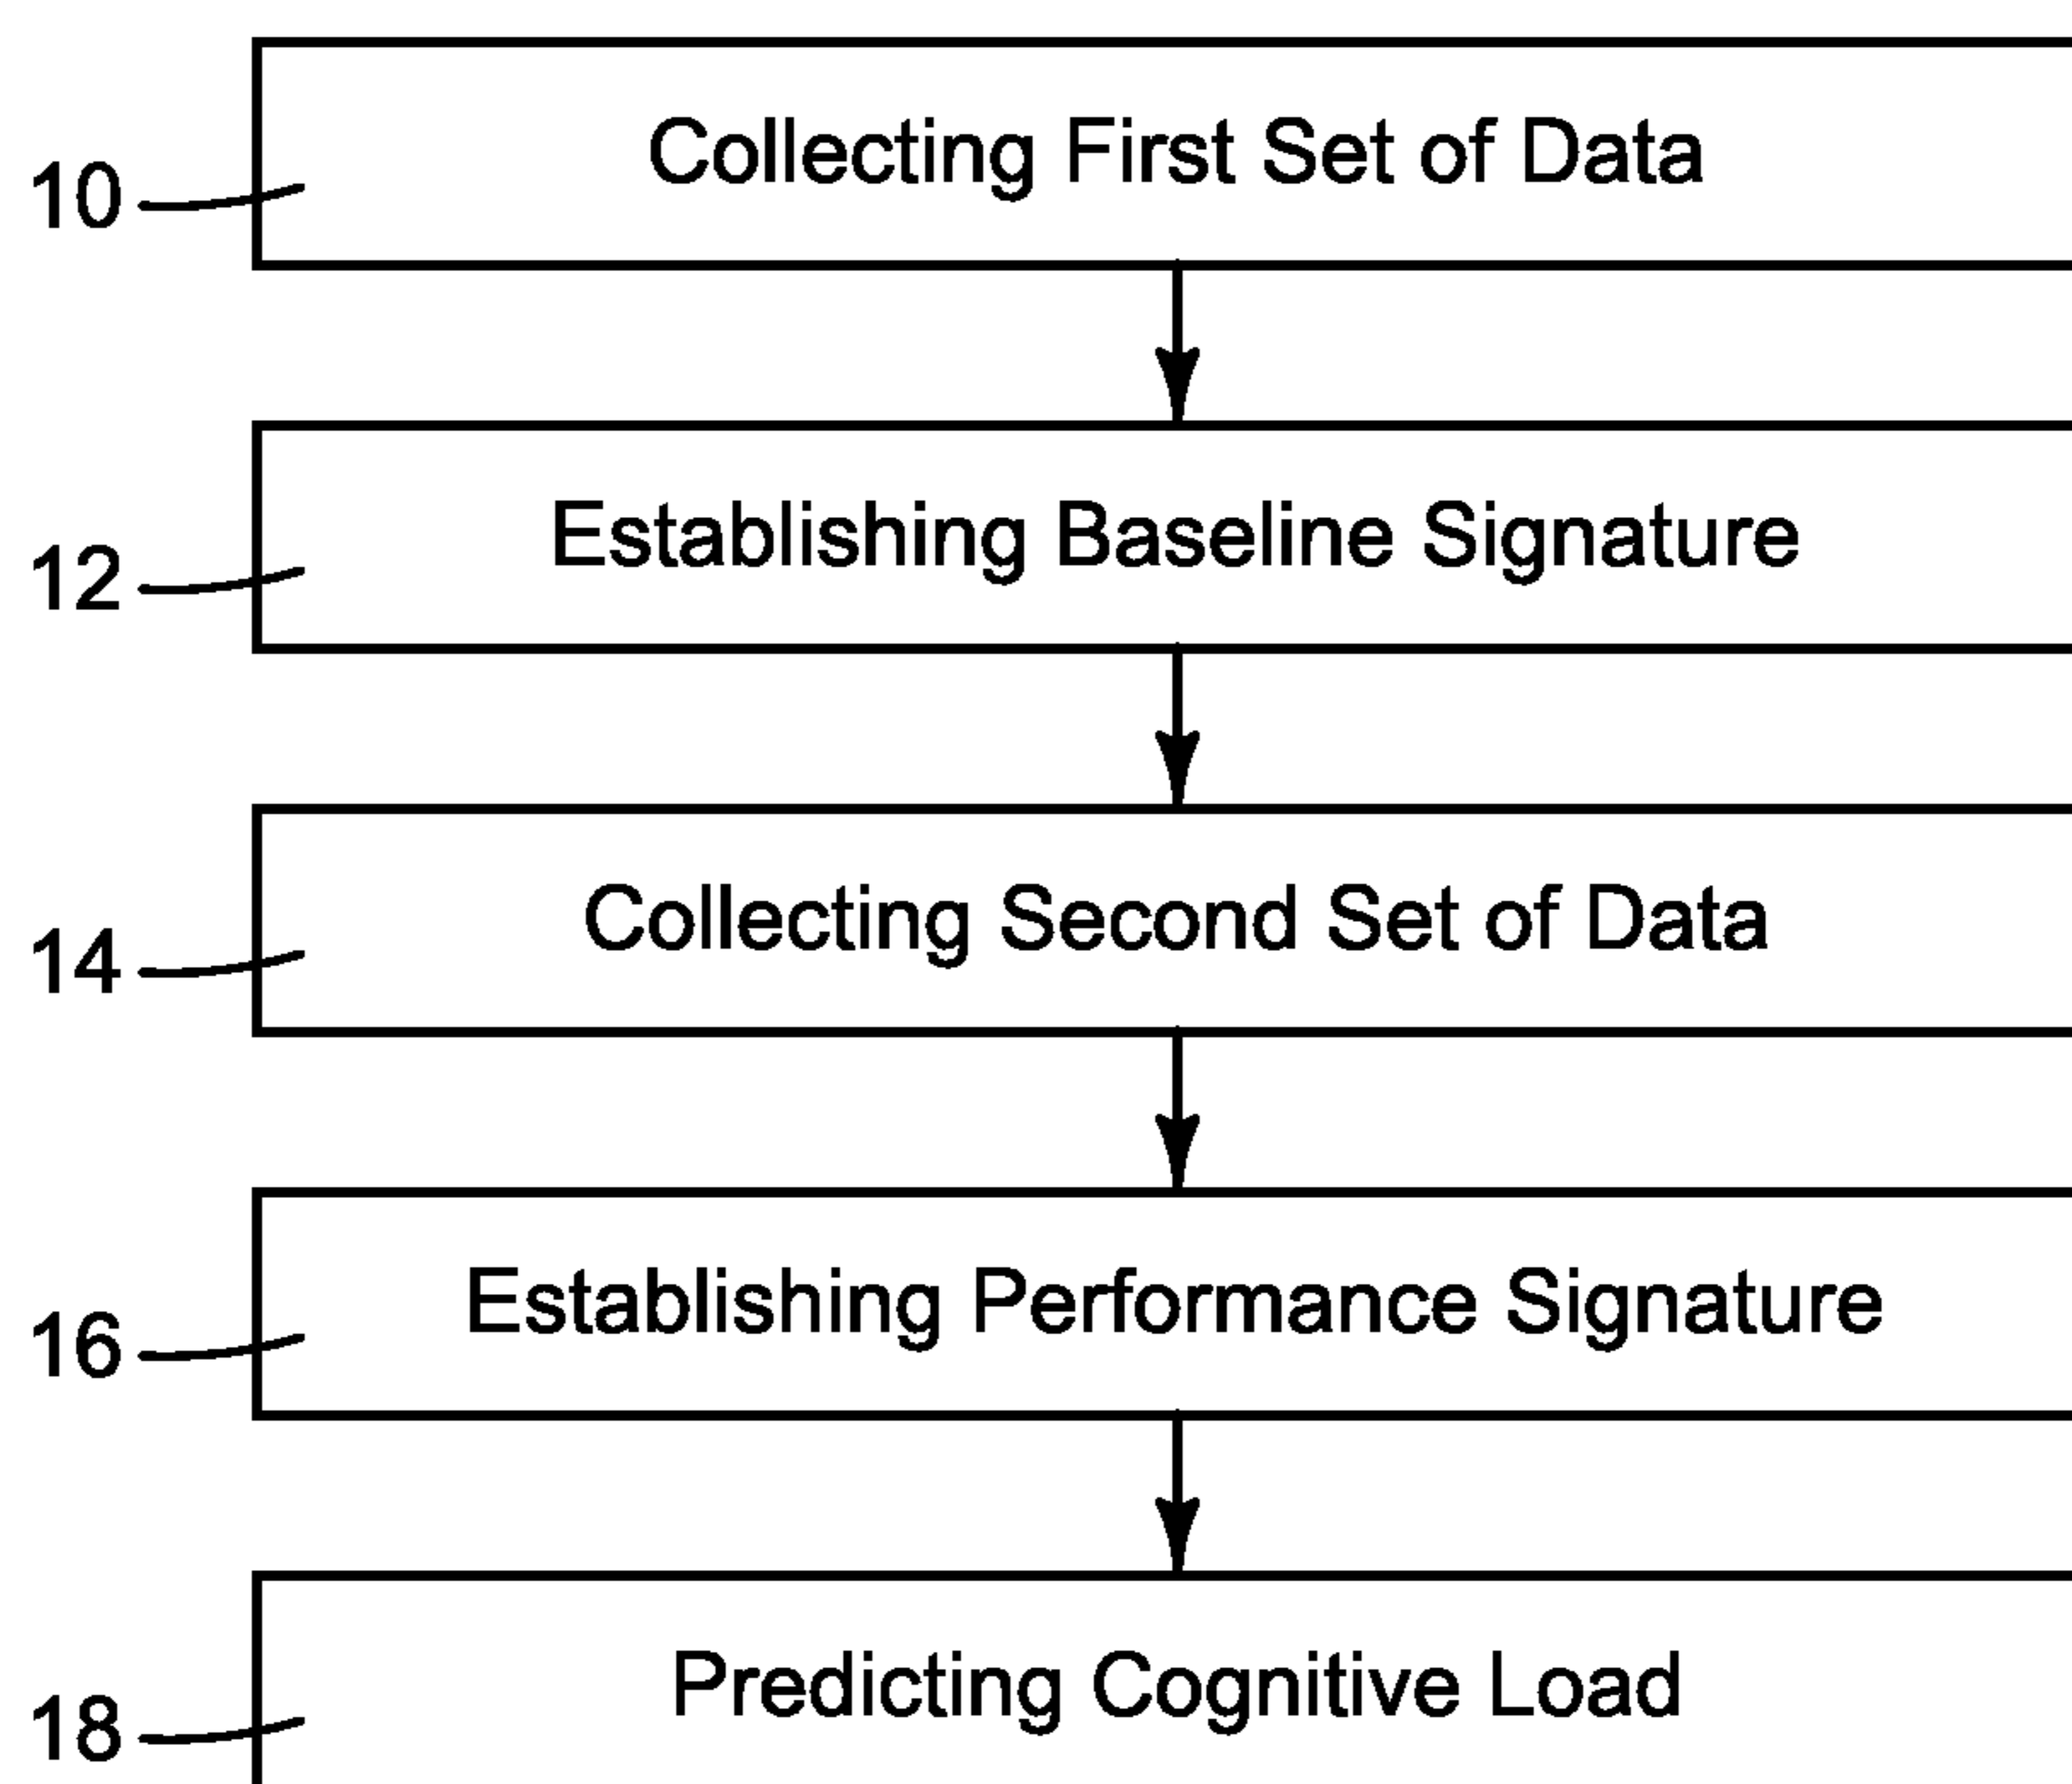 Collecting First Set of Data
10
Establishing Baseline Signature
12
Collecting Second Set of Data
14
Establishing Performance Signature
16
Predicting Cognitive Load
18